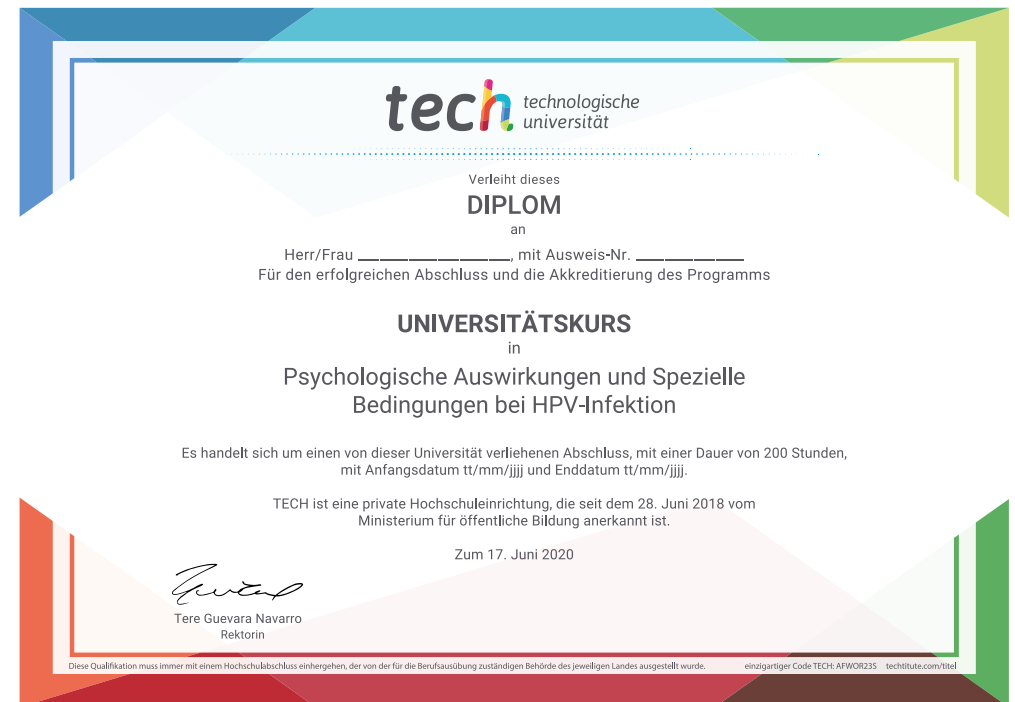 tech technologische
universität
Verleiht dieses
DIPLOM
an
Herr/Frau ________________, mit Ausweis-Nr. ____________
Für den erfolgreichen Abschluss und die Akkreditierung des Programms
UNIVERSITÄTSKURS
in
Psychologische Auswirkungen und Spezielle
Bedingungen bei HPV-Infektion
Es handelt sich um einen von dieser Universität verliehenen Abschluss, mit einer Dauer von 200 Stunden,
mit Anfangsdatum tt/mm/jjjj und Enddatum tt/mm/jjjj.
TECH ist eine private Hochschuleinrichtung, die seit dem 28. Juni 2018 vom
Ministerium für öffentliche Bildung anerkannt ist.
Zum 17. Juni 2020
Tere Guevara Navarro
Rektorin
Diese Qualifikation muss immer mit einem Hochschulabschluss einhergehen, der von der für die Berufsausübung zuständigen Behörde des jeweiligen Landes ausgestellt wurde. einzigartiger Code TECH: AFWOR23S techtitute.com/titel